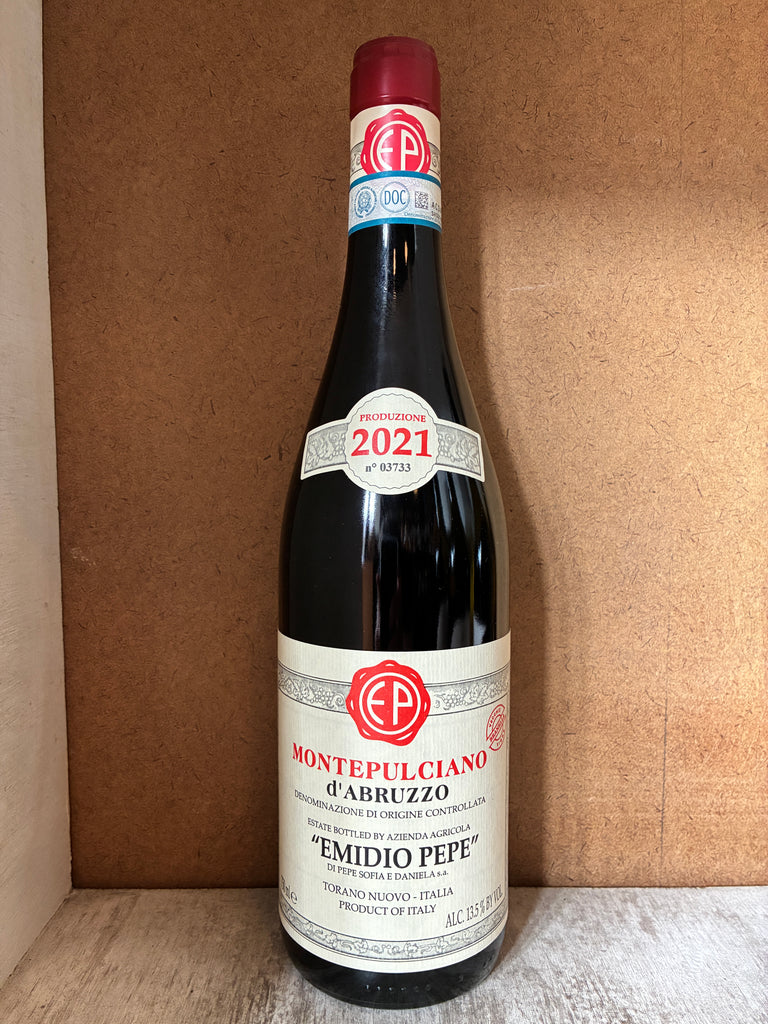 EP
DOC
PRODUZIONE
2021
n° 03733
EP
MONTEPULCIANO
d'ABRUZZO
DENOMINAZIONE DI ORIGINE CONTROLLATA
ESTATE BOTTLED BY AZIENDA AGRICOLA
“EMIDIO PEPE”
DI PEPE SOFIA E DANIELA s.a.
TORANO NUOVO - ITALIA
PRODUCT OF ITALY
ALC. 13.5 % BY VOL.